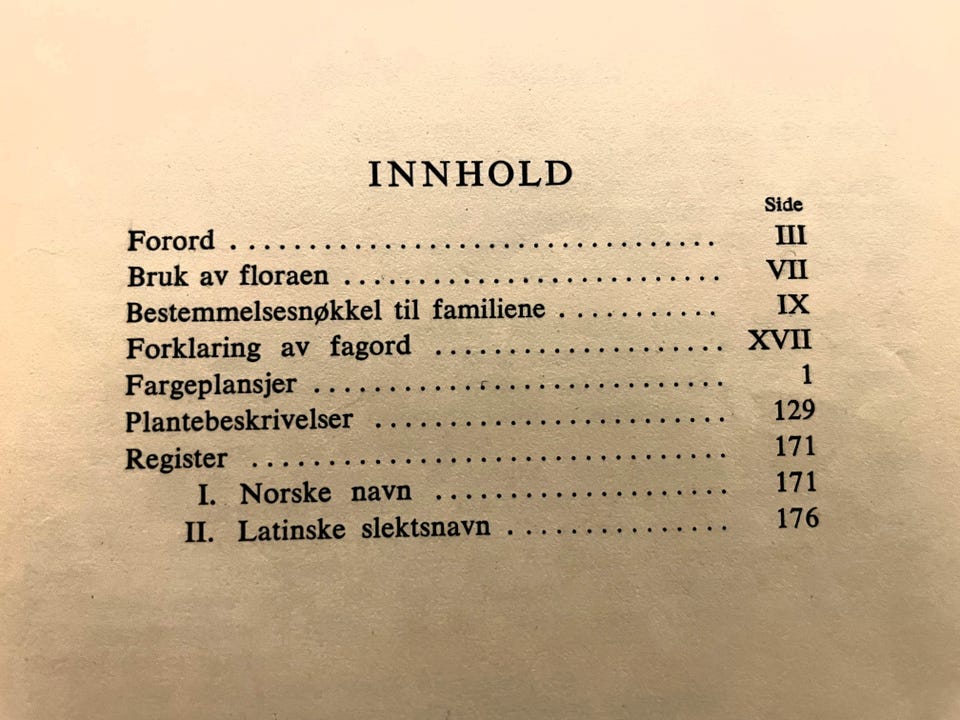 INNHOLD
Side
Forord . . . . . . . . . . . . . . . . . . . . . . . . . . . . . . . . III
Bruk av floraen . . . . . . . . . . . . . . . . . . . . . . . . . VII
Bestemmelsesnøkkel til familiene . . . . . . . . . . . IX
Forklaring av fagord . . . . . . . . . . . . . . . . . . . XVII
Fargeplansjer . . . . . . . . . . . . . . . . . . . . . . . . . . . 1
Plantebeskrivelser . . . . . . . . . . . . . . . . . . . . . . . 129
Register . . . . . . . . . . . . . . . . . . . . . . . . . . . . . . . 171
I. Norske navn . . . . . . . . . . . . . . . . . . . 171
II. Latinske slektsnavn . . . . . . . . . . . . . . 176